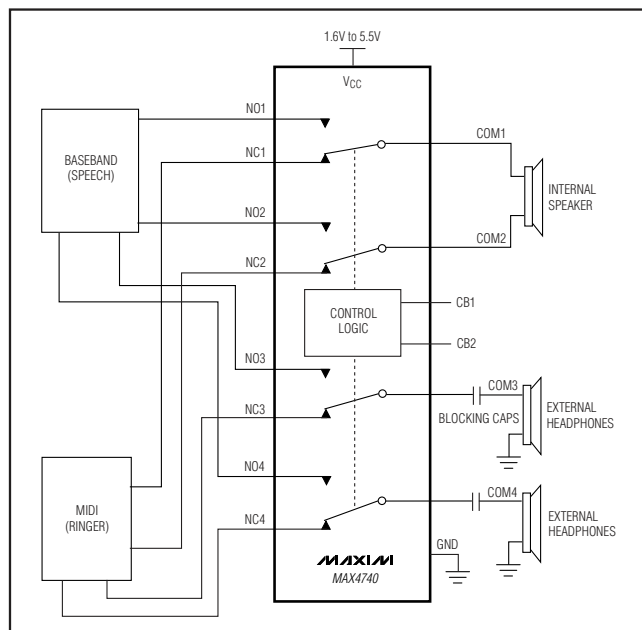 1.6V to 5.5V
VCC
NO1
BASEBAND
(SPEECH)
NC1
COM1
INTERNAL
SPEAKER
NO2
COM2
NC2
CONTROL
LOGIC
CB1
CB2
NO3
NC3
COM3
BLOCKING CAPS
EXTERNAL
HEADPHONES
NO4
MIDI
(RINGER)
NC4
COM4
EXTERNAL
HEADPHONES
GND
MAXIM
MAX4740